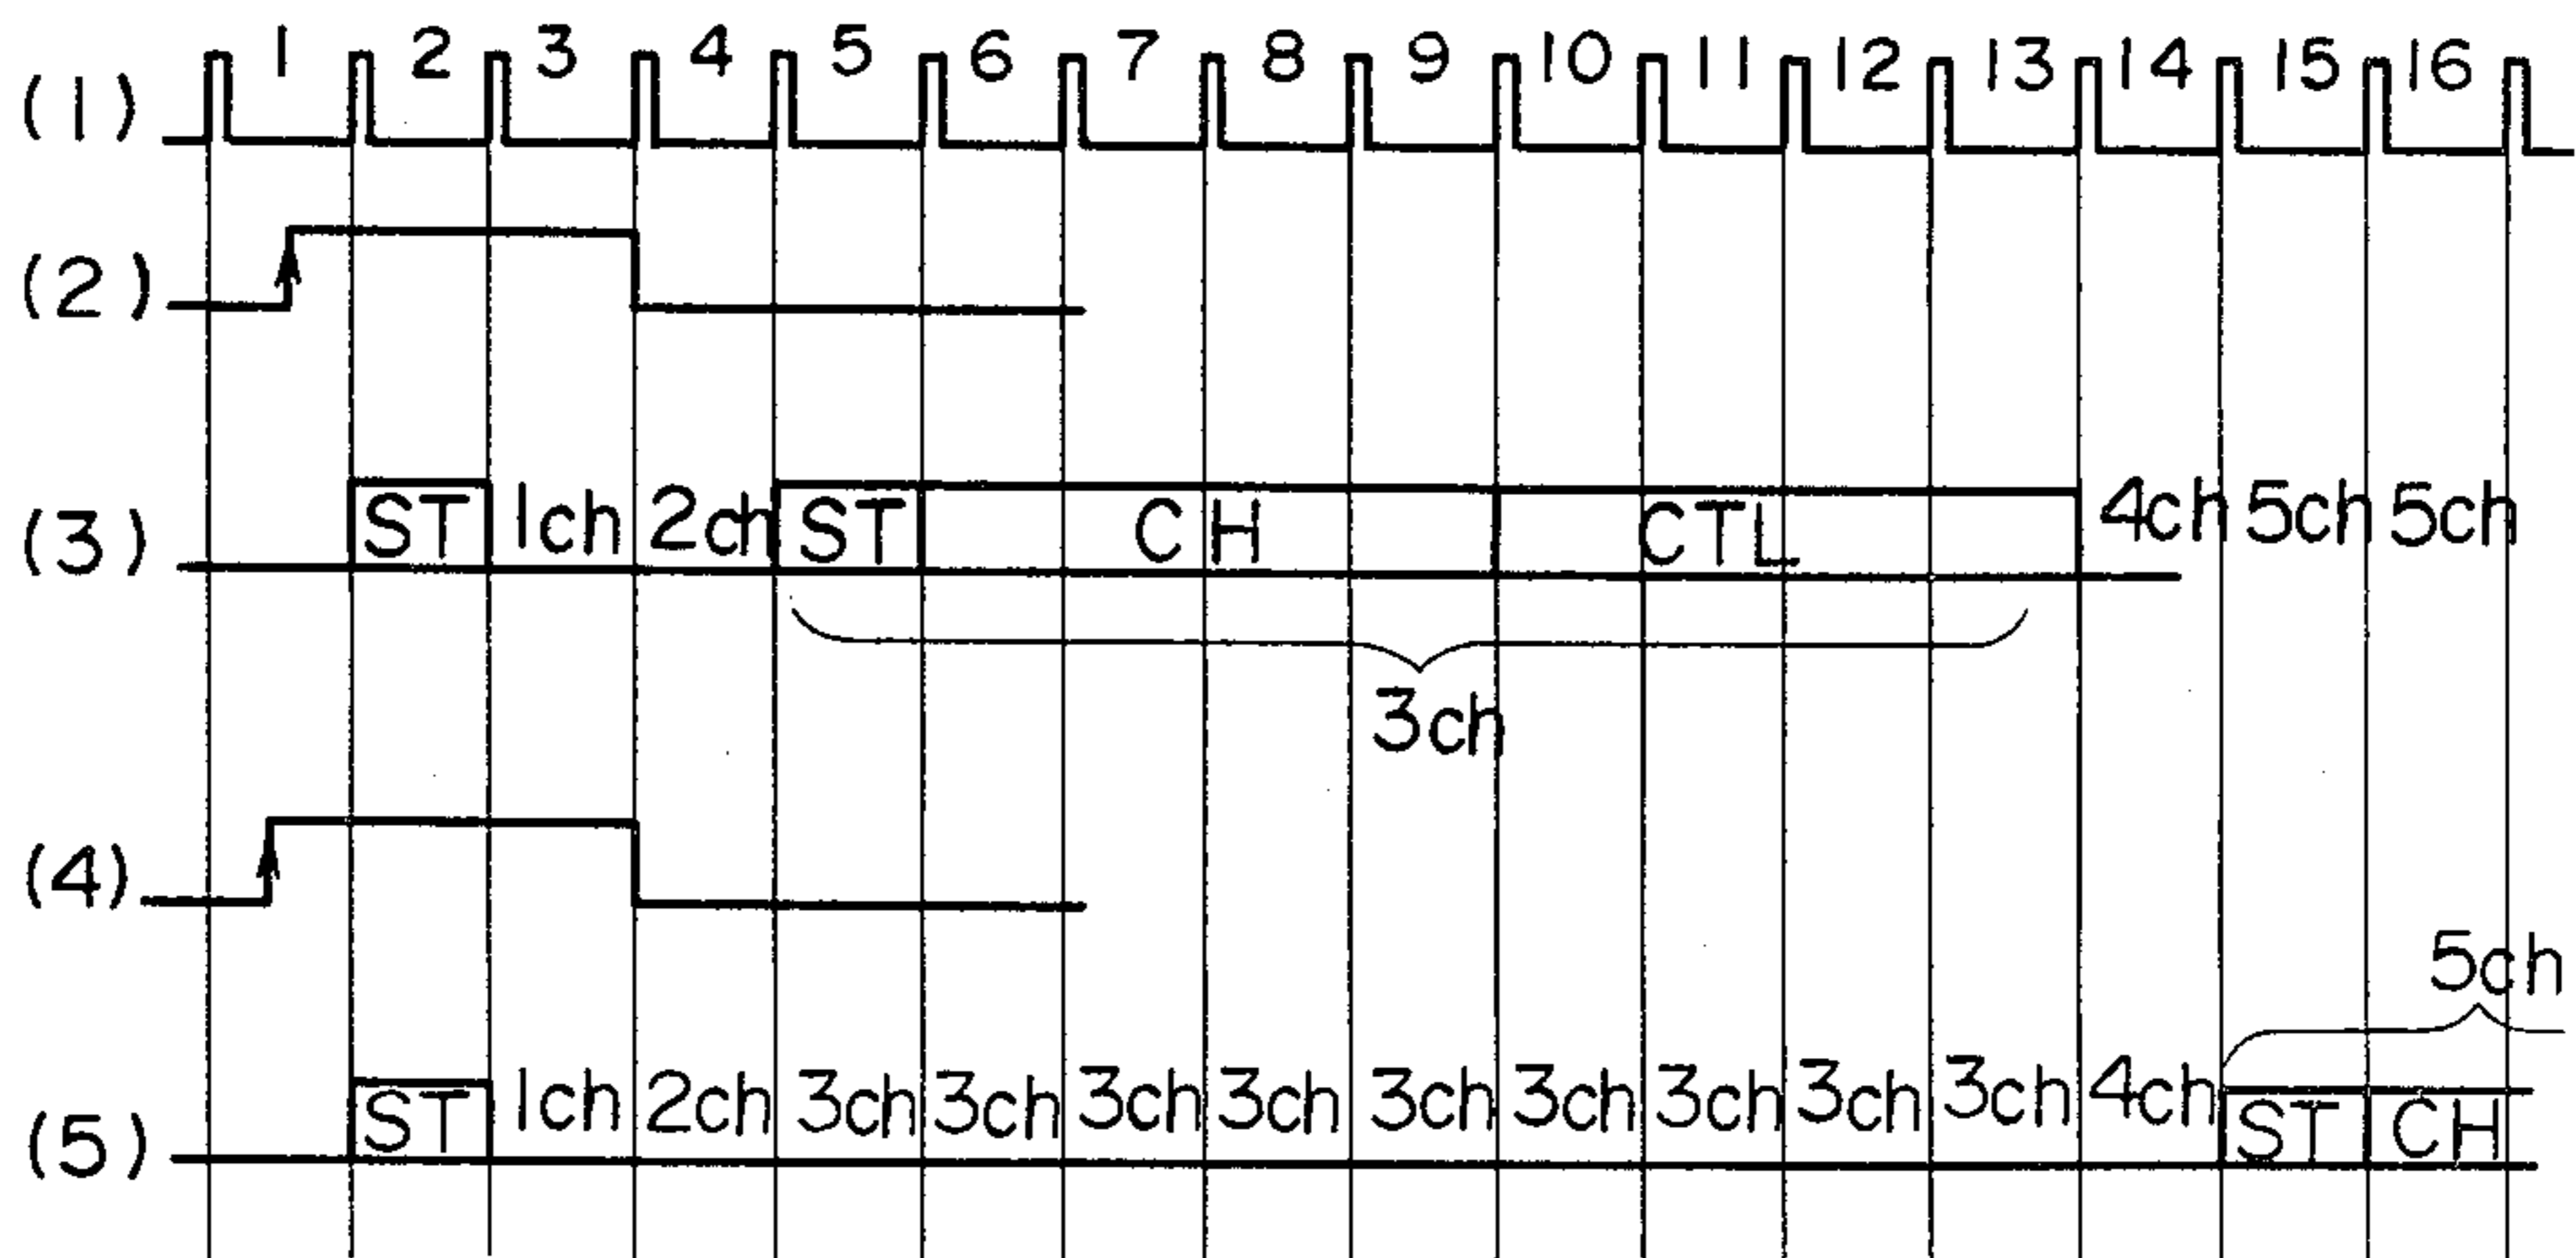 (1) 1 2 3 4 5 6 7 8 9 10 11 12 13 14 15 16
(2)
(3) ST 1ch 2ch ST CH CTL 4ch 5ch 5ch
3ch
(4)
5ch
(5) ST 1ch 2ch 3ch 3ch 3ch 3ch 3ch 3ch 3ch 3ch 3ch 4ch ST CH